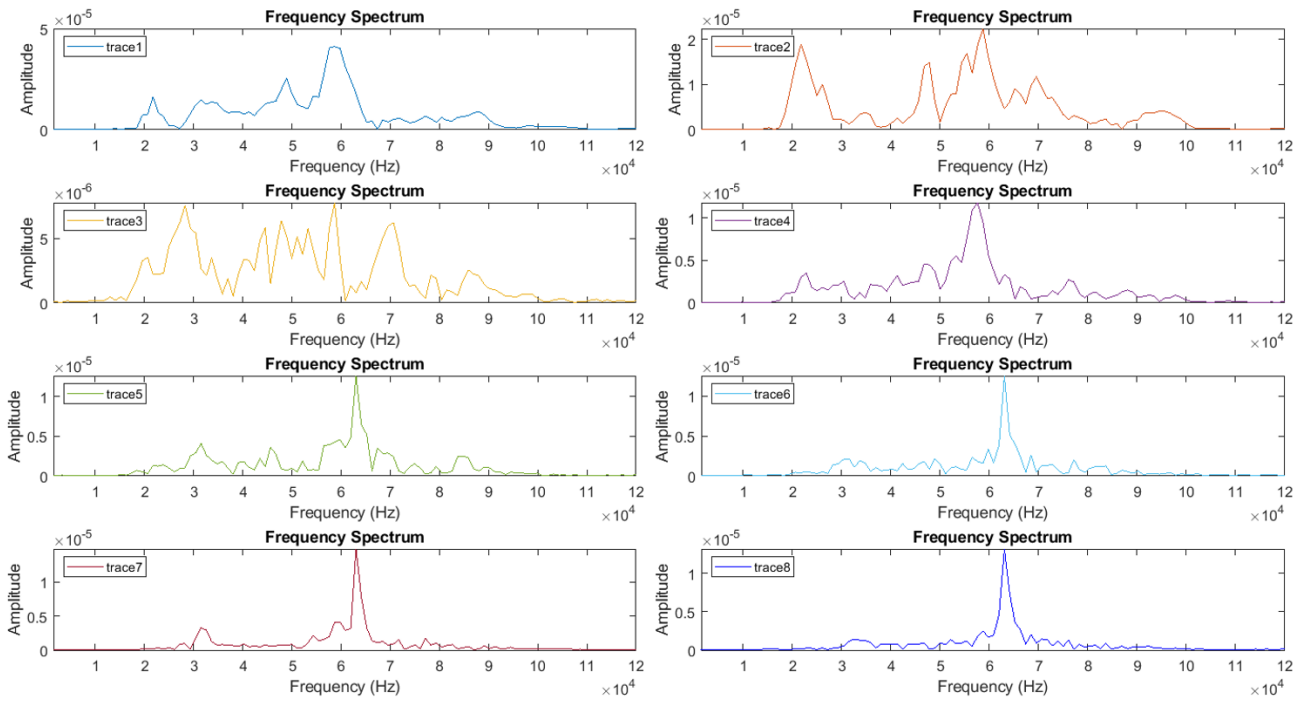 ×10⁻⁵
Frequency Spectrum
trace1
Amplitude
5
0
1 2 3 4 5 6 7 8 9 10 11 12
Frequency (Hz)
×10⁴
×10⁻⁵
Frequency Spectrum
trace2
Amplitude
2
1
0
1 2 3 4 5 6 7 8 9 10 11 12
Frequency (Hz)
×10⁴
×10⁻⁶
Frequency Spectrum
trace3
Amplitude
5
0
1 2 3 4 5 6 7 8 9 10 11 12
Frequency (Hz)
×10⁴
×10⁻⁵
Frequency Spectrum
trace4
Amplitude
1
0.5
0
1 2 3 4 5 6 7 8 9 10 11 12
Frequency (Hz)
×10⁴
×10⁻⁵
Frequency Spectrum
trace5
Amplitude
1
0.5
0
1 2 3 4 5 6 7 8 9 10 11 12
Frequency (Hz)
×10⁴
×10⁻⁵
Frequency Spectrum
trace6
Amplitude
1
0.5
0
1 2 3 4 5 6 7 8 9 10 11 12
Frequency (Hz)
×10⁴
×10⁻⁵
Frequency Spectrum
trace7
Amplitude
1
0.5
0
1 2 3 4 5 6 7 8 9 10 11 12
Frequency (Hz)
×10⁴
×10⁻⁵
Frequency Spectrum
trace8
Amplitude
1
0.5
0
1 2 3 4 5 6 7 8 9 10 11 12
Frequency (Hz)
×10⁴